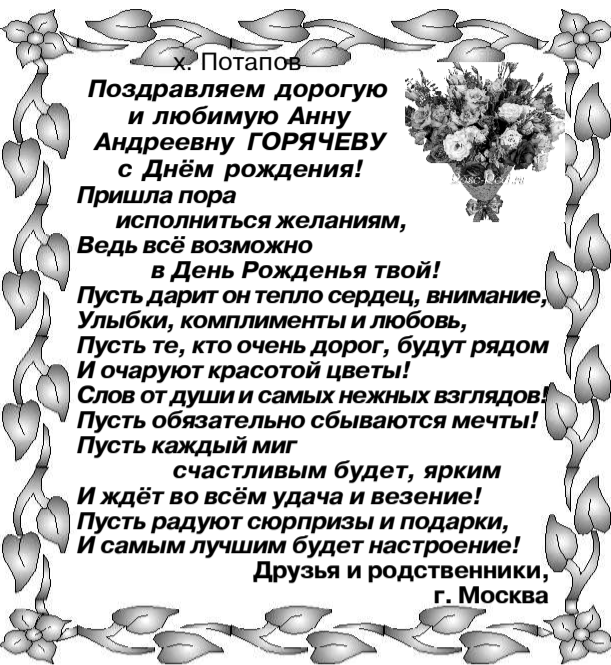 х. Потапов
Поздравляем дорогую
и любимую Анну
Андреевну ГОРЯЧЕВУ
с Днём рождения!
Пришла пора
исполниться желаниям,
Ведь всё возможно
в День Рожденья твой!
Пусть дарит он тепло сердец, внимание,
Улыбки, комплименты и любовь,
Пусть те, кто очень дорог, будут рядом
И очаруют красотой цветы!
Слов от души и самых нежных взглядов!
Пусть обязательно сбываются мечты!
Пусть каждый миг
счастливым будет, ярким
И ждёт во всём удача и везение!
Пусть радуют сюрпризы и подарки,
И самым лучшим будет настроение!
Друзья и родственники,
г. Москва